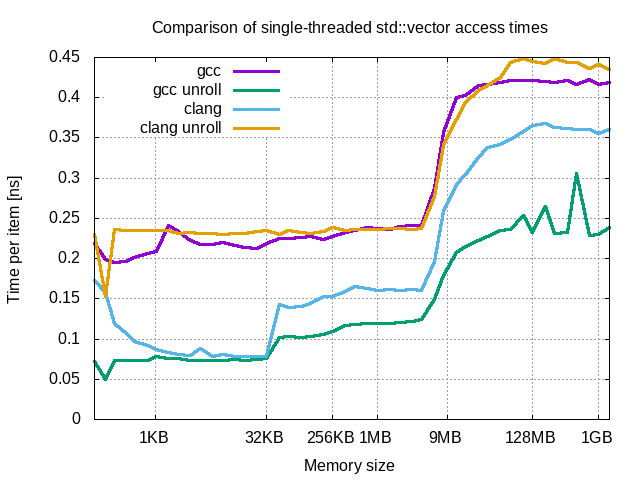 Comparison of single-threaded std::vector access times
0.45
0.4
0.35
0.3
0.25
0.2
0.15
0.1
0.05
0
Time per item [ns]
gcc
gcc unroll
clang
clang unroll
1KB 32KB 256KB 1MB 9MB 128MB 1GB
Memory size